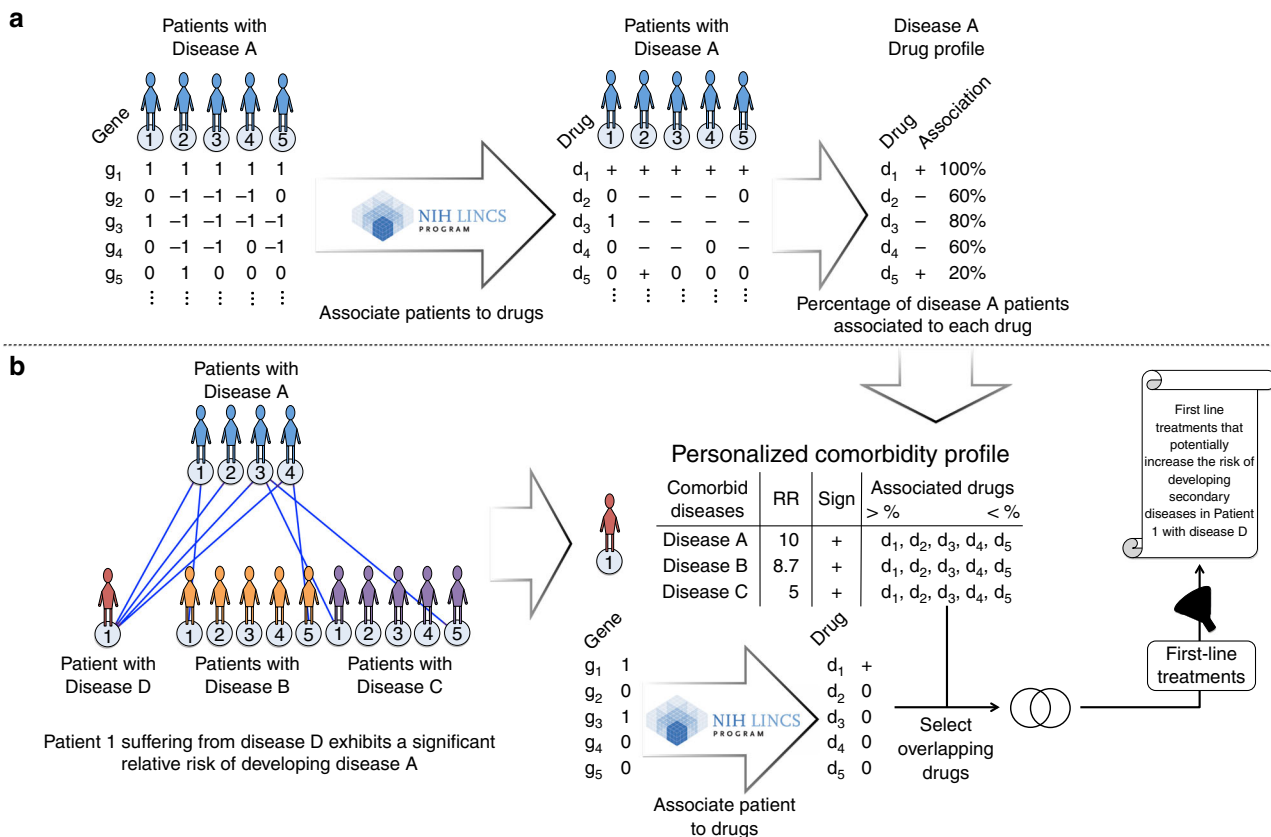 a
Patients with
Disease A
Gene
1 2 3 4 5
g1 1 1 1 1 1
g2 0 –1 –1 –1 0
g3 1 –1 –1 –1 –1
g4 0 –1 –1 0 –1
g5 0 1 0 0 0
⋮ ⋮ ⋮ ⋮ ⋮
NIH LINCS
PROGRAM
Associate patients to drugs
Patients with
Disease A
Drug
1 2 3 4 5
d1 + + + + +
d2 0 – – – 0
d3 1 – – – –
d4 0 – – 0 –
d5 0 + 0 0 0
⋮ ⋮ ⋮ ⋮ ⋮
Disease A
Drug profile
Drug Association
d1 + 100%
d2 – 60%
d3 – 80%
d4 – 60%
d5 + 20%
Percentage of disease A patients
associated to each drug
b
Patients with
Disease A
1 2 3 4
1 1 2 3 4 5 1 2 3 4 5
Patient with
Disease D
Patients with
Disease B
Patients with
Disease C
Patient 1 suffering from disease D exhibits a significant
relative risk of developing disease A
1
Personalized comorbidity profile
Comorbid
diseases
RR
Sign
Associated drugs
> % < %
Disease A 10 + d1, d2, d3, d4, d5
Disease B 8.7 + d1, d2, d3, d4, d5
Disease C 5 + d1, d2, d3, d4, d5
Gene
g1 1
g2 0
g3 1
g4 0
g5 0
NIH LINCS
PROGRAM
Associate patient
to drugs
Drug
d1 +
d2 0
d3 0
d4 0
d5 0
Select
overlapping
drugs
First-line
treatments
First line
treatments that
potentially
increase the risk of
developing
secondary
diseases in Patient
1 with disease D